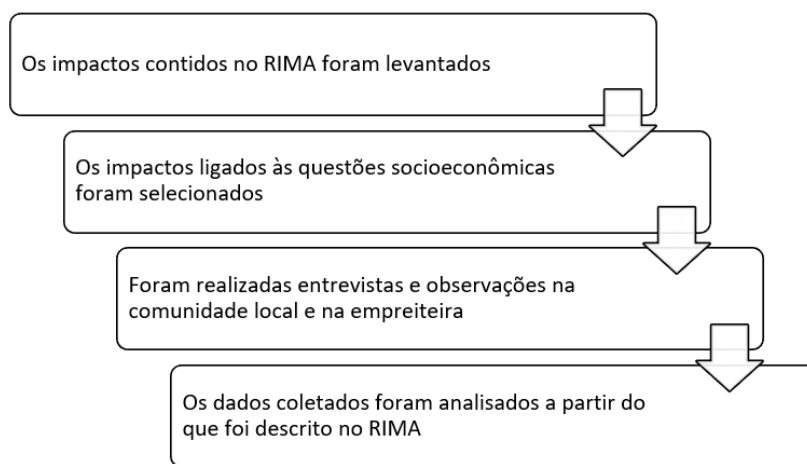 Os impactos contidos no RIMA foram levantados
Os impactos ligados às questões socioeconômicas
foram selecionados
Foram realizadas entrevistas e observações na
comunidade local e na empreiteira
Os dados coletados foram analisados a partir do
que foi descrito no RIMA